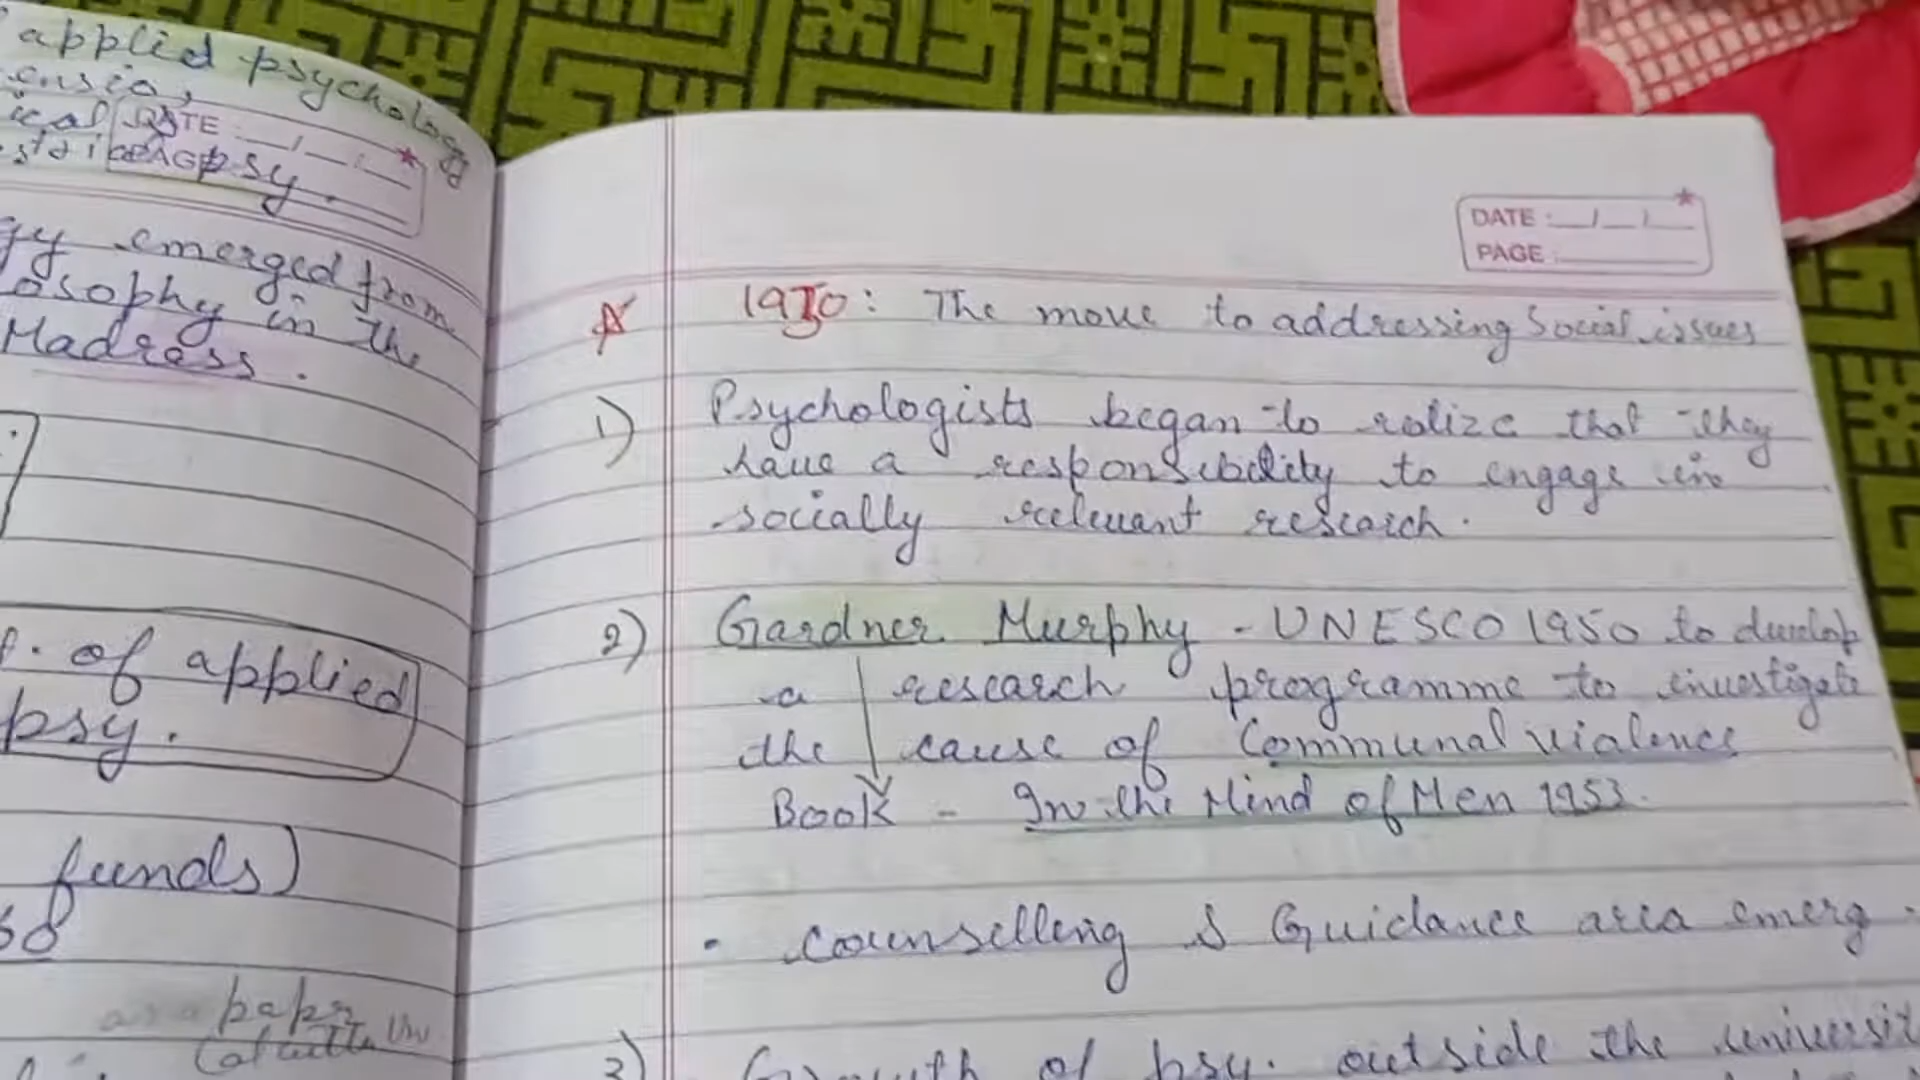 applied psychology
DATE
psy.
gy emerged from
osophy in the
Madrass.
. of applied
psy.
funds)
DATE
PAGE
1950: The move to addressing Social issues
1) Psychologists began to relize that they
have a responsibility to engage in
socially relevant research.
2) Gardner Murphy - UNESCO 1950 to develop
a research programme to investigate
the cause of Communal vialence
Book - In the Mind of Men 1953.
• counselling & Guidance area emerg.
3) Growth of psy. outside the universit